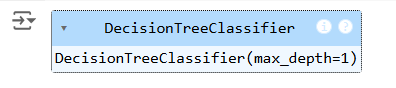 DecisionTreeClassifier i ?
DecisionTreeClassifier(max_depth=1)